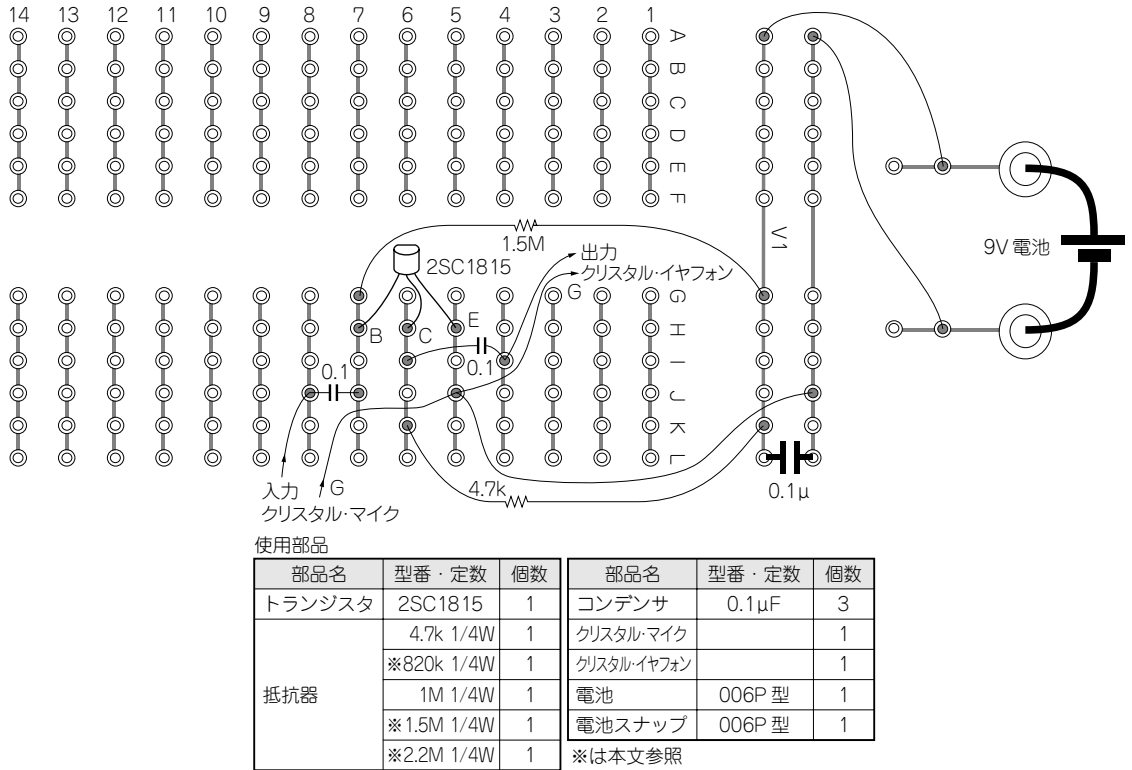 14 13 12 11 10 9 8 7 6 5 4 3 2 1
A
B
C
D
E
F
V1
9V 電池
1.5M
2SC1815
出力
クリスタル・イヤフォン
G
G
H
I
J
K
L
B
C
E
0.1
0.1
入力
G
クリスタル・マイク
4.7k
0.1μ
使用部品
部品名 型番・定数 個数
トランジスタ 2SC1815 1
抵抗器 4.7k 1/4W 1
※820k 1/4W 1
1M 1/4W 1
※1.5M 1/4W 1
※2.2M 1/4W 1
部品名 型番・定数 個数
コンデンサ 0.1μF 3
クリスタル・マイク 1
クリスタル・イヤフォン 1
電池 006P 型 1
電池スナップ 006P 型 1
※は本文参照